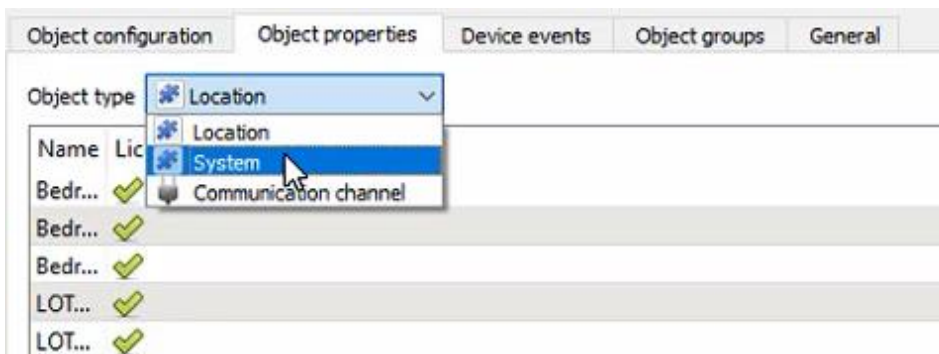 Object configuration Object properties Device events Object groups General
Object type Location
Location
Name Lic
System
Bedr...
Communication channel
Bedr...
Bedr...
LOT...
LOT...